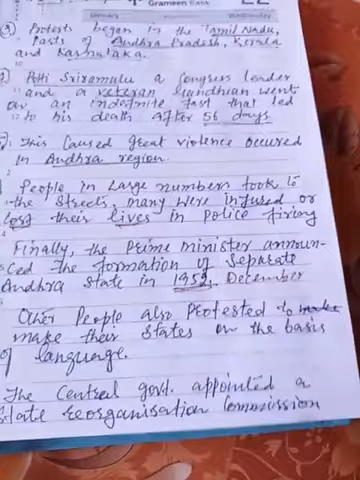 Grameen Bank
January
Wednesday
③ Protests began in the Tamil Nadu,
Parts of Andhra Pradesh, Kerala
and Karnataka.
Potti Sriramulu a Congress leader
and a veteran Gandhian went
on an indefinite fast that led
to his death after 56 days.
This Caused great violence occured
in Andhra region.
People in Large numbers took to
the streets, many were injured or
lost their lives in Police firing
Finally, the Prime Minister announ-
ced the formation of Separate
Andhra state in 1952, December
Other People also Protested to
make their States on the basis
of language.
The Central govt. appointed a
State reorganisation Commission